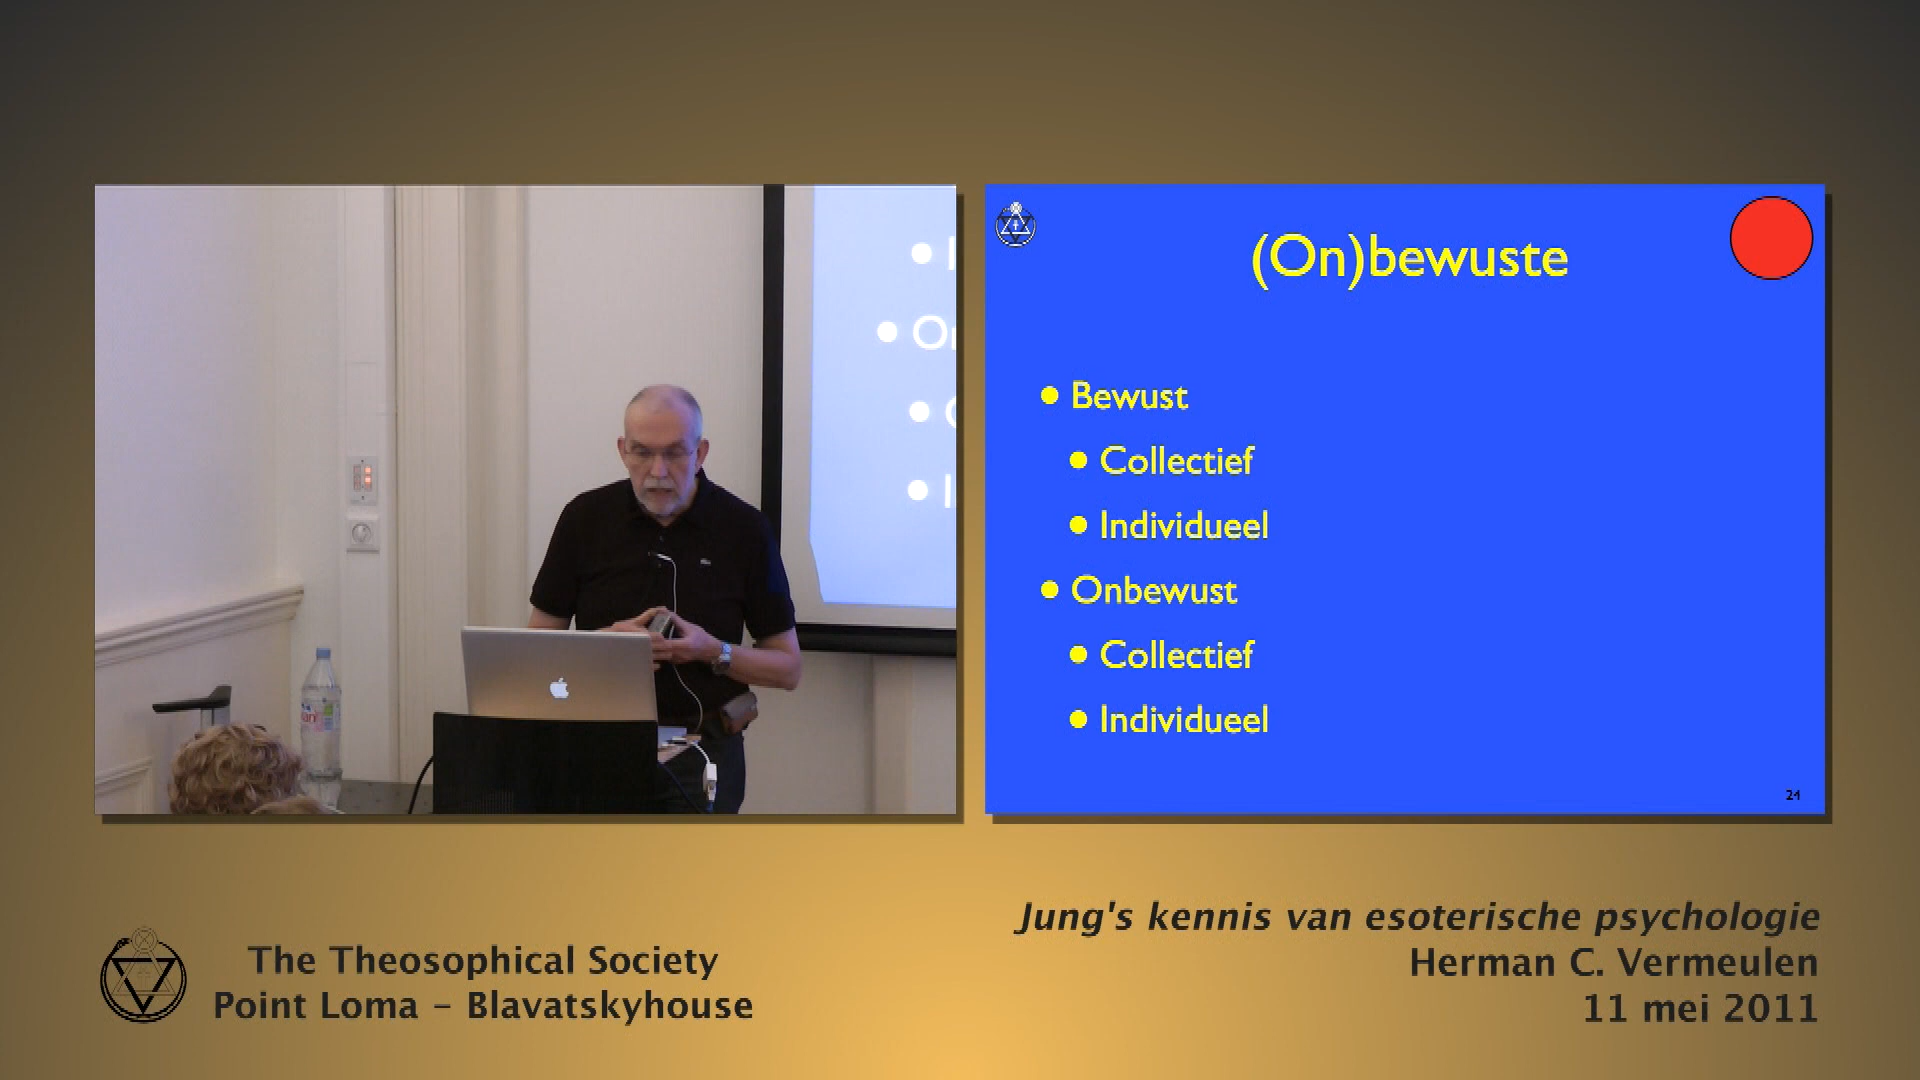 (On)bewuste
• Bewust
• Collectief
• Individueel
• Onbewust
• Collectief
• Individueel
24
Jung's kennis van esoterische psychologie
Herman C. Vermeulen
11 mei 2011
The Theosophical Society
Point Loma - Blavatskyhouse